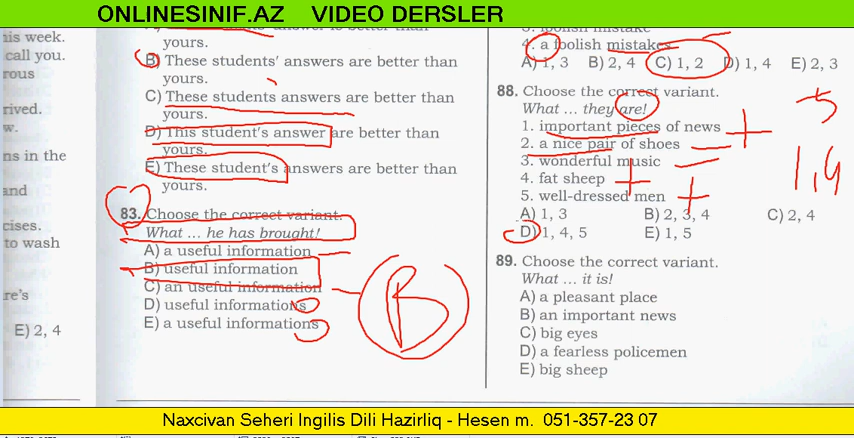 ONLINESINIF.AZ VIDEO DERSLER
his week.
call you.
rous
rived.
w.
ns in the
and
cises.
to wash
re's
E) 2, 4
yours.
B) These students' answers are better than
yours.
C) These students answers are better than
yours.
D) This student's answer are better than
yours.
E) These student's answers are better than
yours.
83. Choose the correct variant.
What ... he has brought!
A) a useful information
B) useful information
C) an useful information
D) useful informations
E) a useful informations
B
4. a foolish mistakes
A) 1, 3 B) 2, 4 C) 1, 2 D) 1, 4 E) 2, 3
88. Choose the correct variant.
What ... they are!
1. important pieces of news
2. a nice pair of shoes
3. wonderful music
4. fat sheep
5. well-dressed men
A) 1, 3 B) 2, 3, 4 C) 2, 4
D) 1, 4, 5 E) 1, 5
1,4
89. Choose the correct variant.
What ... it is!
A) a pleasant place
B) an important news
C) big eyes
D) a fearless policemen
E) big sheep
Naxcivan Seheri Ingilis Dili Hazirliq - Hesen m. 051-357-23 07